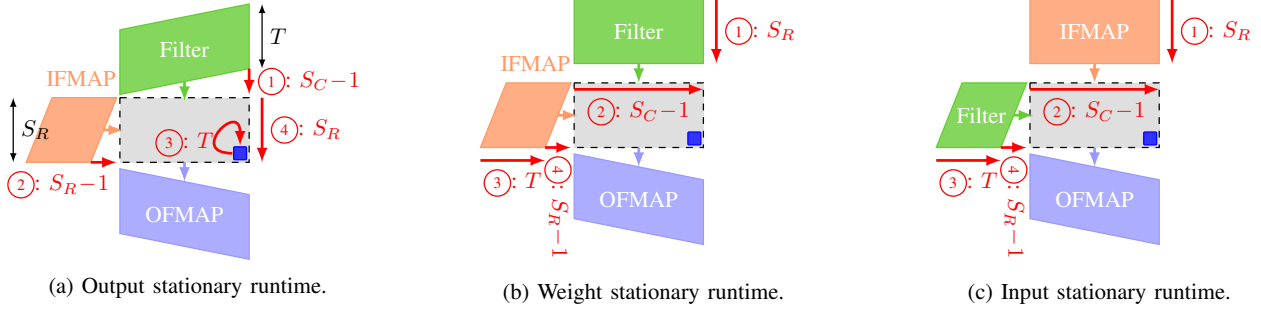 T
Filter
IFMAP
①: S_C−1
S_R
③: T
④: S_R
②: S_R−1
OFMAP
(a) Output stationary runtime.
Filter
①: S_R
IFMAP
②: S_C−1
③: T
④: S_R−1
OFMAP
(b) Weight stationary runtime.
IFMAP
①: S_R
Filter
②: S_C−1
③: T
④: S_R−1
OFMAP
(c) Input stationary runtime.